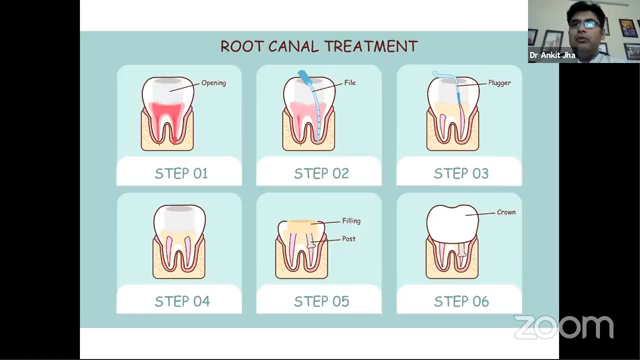 ROOT CANAL TREATMENT
Dr Ankit Jha
Opening
File
Plugger
STEP 01
STEP 02
STEP 03
Filling
Post
Crown
STEP 04
STEP 05
STEP 06
zoom